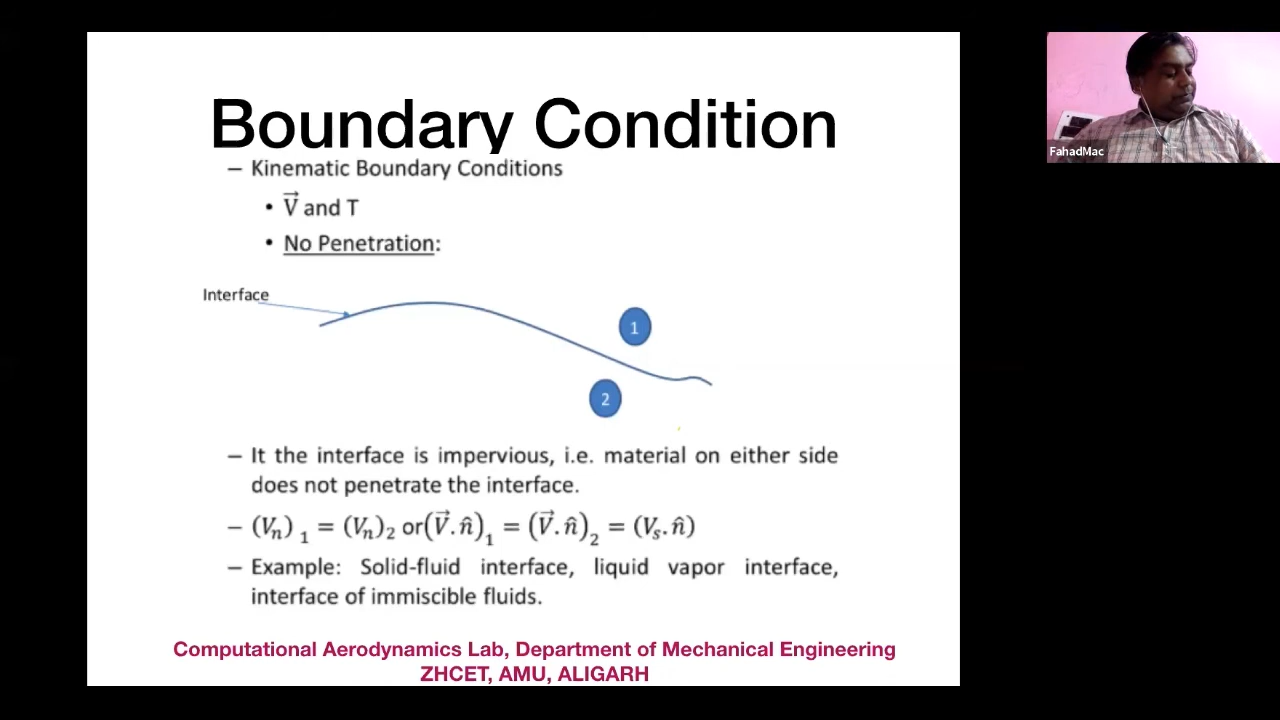 Boundary Condition
– Kinematic Boundary Conditions
• V⃗ and T
• No Penetration:
Interface
1
2
– It the interface is impervious, i.e. material on either side
does not penetrate the interface.
– (Vₙ)₁ = (Vₙ)₂ or(V⃗.n̂)₁ = (V⃗.n̂)₂ = (Vₛ.n̂)
– Example: Solid-fluid interface, liquid vapor interface,
interface of immiscible fluids.
Computational Aerodynamics Lab, Department of Mechanical Engineering
ZHCET, AMU, ALIGARH
FahadMac